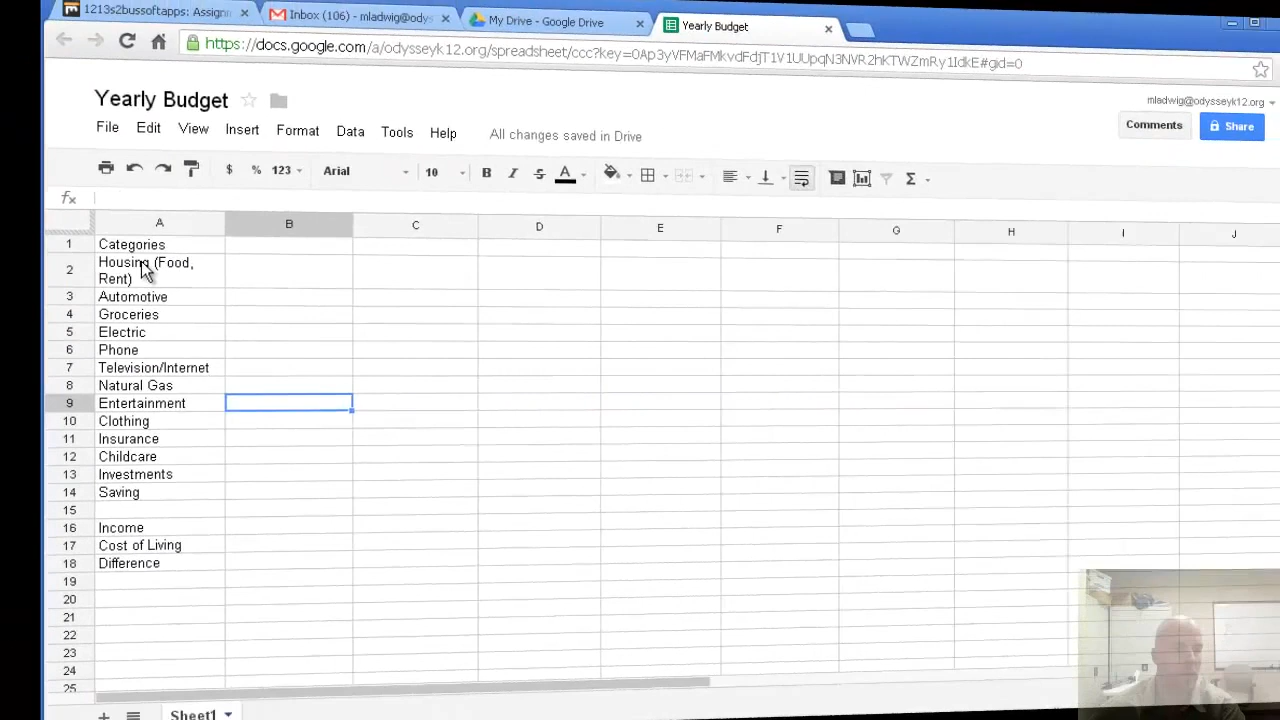 1213s2bussoftapps: Assignm
Inbox (106) - mladwig@odys
My Drive - Google Drive
Yearly Budget
https://docs.google.com/a/odysseyk12.org/spreadsheet/ccc?key=0Ap3yVFMaFMkvdFdjT1V1UUpqN3NVR2hKTWZmRy1IdkE#gid=0
Yearly Budget
mladwig@odysseyk12.org
File Edit View Insert Format Data Tools Help All changes saved in Drive
Comments Share
$ % 123 Arial 10 B I S A Σ
fx
A B C D E F G H I J
1 Categories
2 Housing (Food,
Rent)
3 Automotive
4 Groceries
5 Electric
6 Phone
7 Television/Internet
8 Natural Gas
9 Entertainment
10 Clothing
11 Insurance
12 Childcare
13 Investments
14 Saving
15
16 Income
17 Cost of Living
18 Difference
19
20
21
22
23
24
25
Sheet1